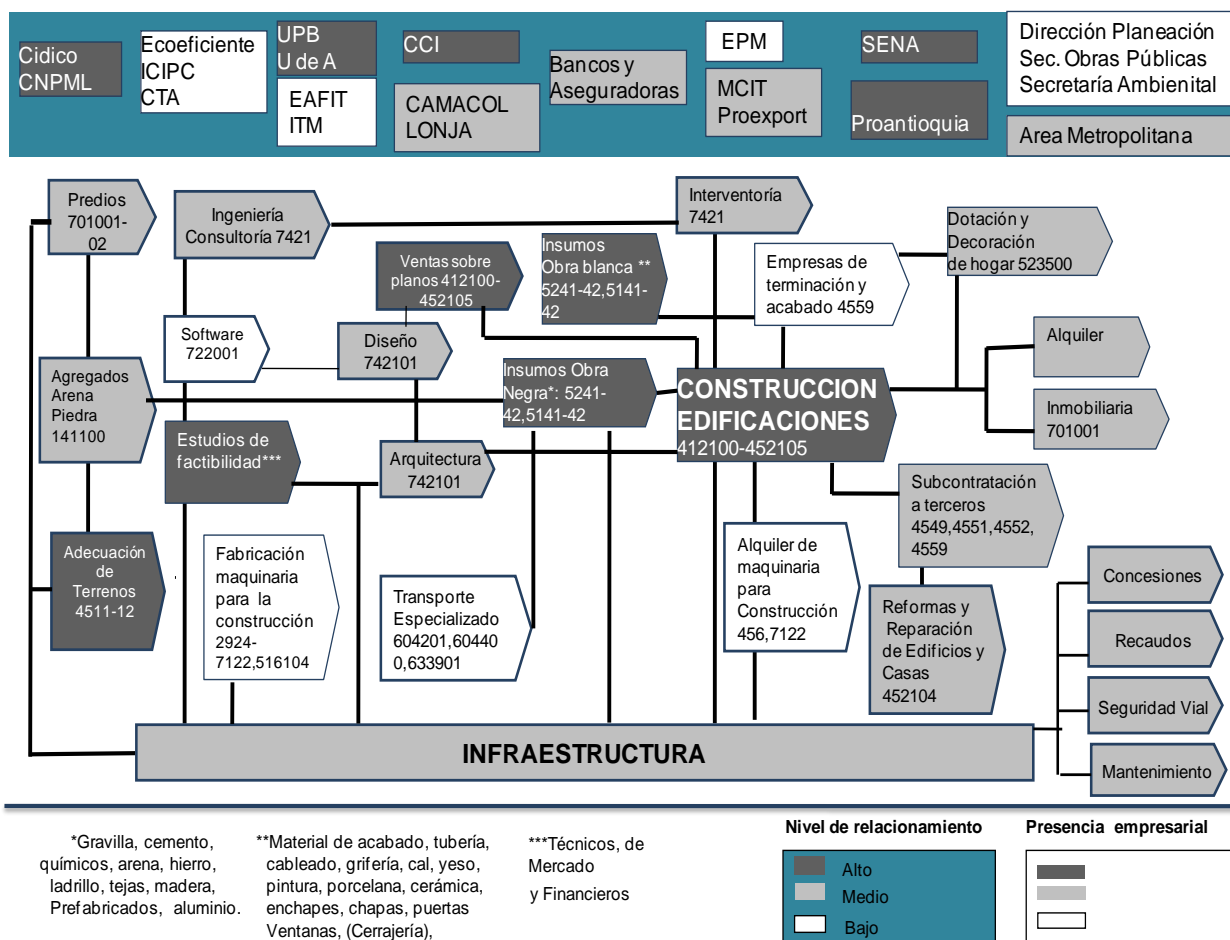 Cidico
CNPML
Ecoeficiente
ICIPC
CTA
UPB
U de A
EAFIT
ITM
CCI
CAMACOL
LONJA
Bancos y
Aseguradoras
EPM
MCIT
Proexport
SENA
Proantioquia
Dirección Planeación
Sec. Obras Públicas
Secretaría Ambienital
Area Metropolitana
Predios
701001-
02
Ingeniería
Consultoría 7421
Interventoría
7421
Dotación y
Decoración
de hogar 523500
Ventas sobre
planos 412100-
452105
Insumos
Obra blanca **
5241-42,5141-
42
Empresas de
terminación y
acabado 4559
Software
722001
Diseño
742101
Alquiler
Agregados
Arena
Piedra
141100
Insumos Obra
Negra*: 5241-
42,5141-42
CONSTRUCCION
EDIFICACIONES
412100-452105
Inmobiliaria
701001
Estudios de
factibilidad***
Arquitectura
742101
Subcontratación
a terceros
4549,4551,4552,
4559
Adecuación
de
Terrenos
4511-12
Fabricación
maquinaria
para la
construcción
2924-
7122,516104
Transporte
Especializado
604201,60440
0,633901
Alquiler de
maquinaria
para
Construcción
456,7122
Reformas y
Reparación
de Edificios y
Casas
452104
Concesiones
Recaudos
Seguridad Vial
Mantenimiento
INFRAESTRUCTURA
*Gravilla, cemento,
químicos, arena, hierro,
ladrillo, tejas, madera,
Prefabricados, aluminio.
**Material de acabado, tubería,
cableado, grifería, cal, yeso,
pintura, porcelana, cerámica,
enchapes, chapas, puertas
Ventanas, (Cerrajería),
***Técnicos, de
Mercado
y Financieros
Nivel de relacionamiento
Alto
Medio
Bajo
Presencia empresarial